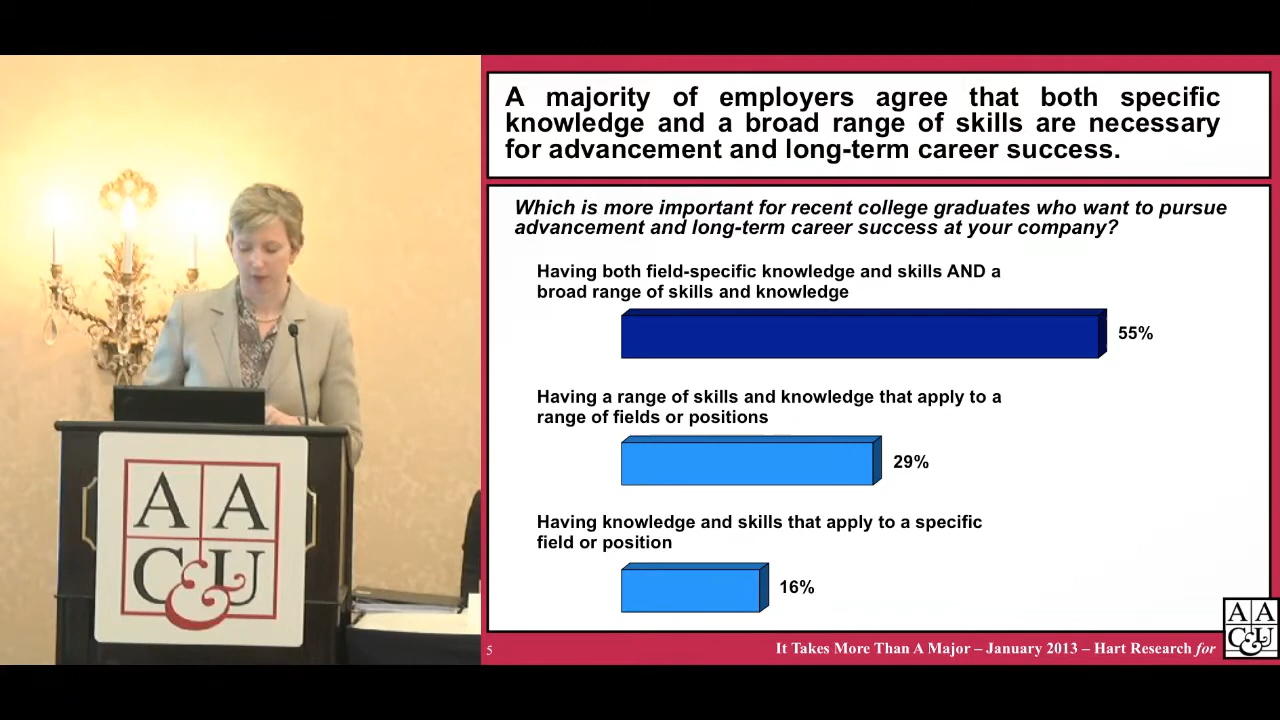 A majority of employers agree that both specific
knowledge and a broad range of skills are necessary
for advancement and long-term career success.
Which is more important for recent college graduates who want to pursue
advancement and long-term career success at your company?
Having both field-specific knowledge and skills AND a
broad range of skills and knowledge
55%
Having a range of skills and knowledge that apply to a
range of fields or positions
29%
Having knowledge and skills that apply to a specific
field or position
16%
5
It Takes More Than A Major – January 2013 – Hart Research for
A A
C&U
A A
C&U